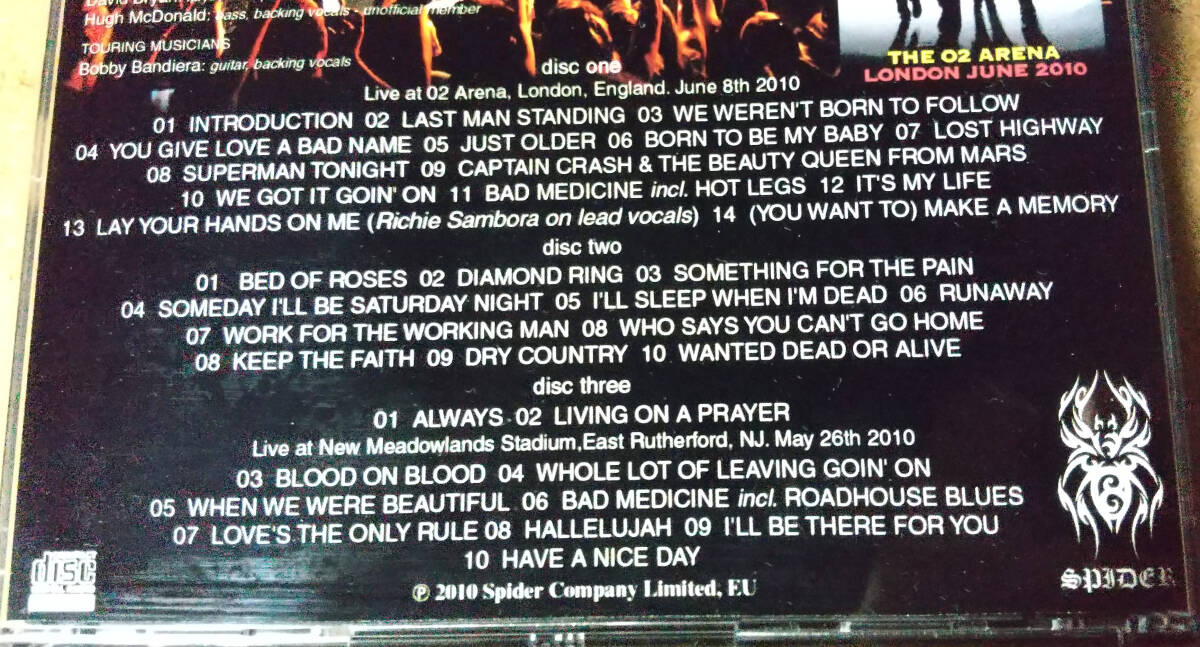 Hugh McDonald: bass, backing vocals - unofficial member
TOURING MUSICIANS
Bobby Bandiera: guitar, backing vocals
THE O2 ARENA
LONDON JUNE 2010
disc one
Live at 02 Arena, London, England. June 8th 2010
01 INTRODUCTION 02 LAST MAN STANDING 03 WE WEREN'T BORN TO FOLLOW
04 YOU GIVE LOVE A BAD NAME 05 JUST OLDER 06 BORN TO BE MY BABY 07 LOST HIGHWAY
08 SUPERMAN TONIGHT 09 CAPTAIN CRASH & THE BEAUTY QUEEN FROM MARS
10 WE GOT IT GOIN' ON 11 BAD MEDICINE incl. HOT LEGS 12 IT'S MY LIFE
13 LAY YOUR HANDS ON ME (Richie Sambora on lead vocals) 14 (YOU WANT TO) MAKE A MEMORY
disc two
01 BED OF ROSES 02 DIAMOND RING 03 SOMETHING FOR THE PAIN
04 SOMEDAY I'LL BE SATURDAY NIGHT 05 I'LL SLEEP WHEN I'M DEAD 06 RUNAWAY
07 WORK FOR THE WORKING MAN 08 WHO SAYS YOU CAN'T GO HOME
08 KEEP THE FAITH 09 DRY COUNTRY 10 WANTED DEAD OR ALIVE
disc three
01 ALWAYS 02 LIVING ON A PRAYER
Live at New Meadowlands Stadium,East Rutherford, NJ. May 26th 2010
03 BLOOD ON BLOOD 04 WHOLE LOT OF LEAVING GOIN' ON
05 WHEN WE WERE BEAUTIFUL 06 BAD MEDICINE incl. ROADHOUSE BLUES
07 LOVE'S THE ONLY RULE 08 HALLELUJAH 09 I'LL BE THERE FOR YOU
10 HAVE A NICE DAY
℗ 2010 Spider Company Limited, EU
disc
SPIDER